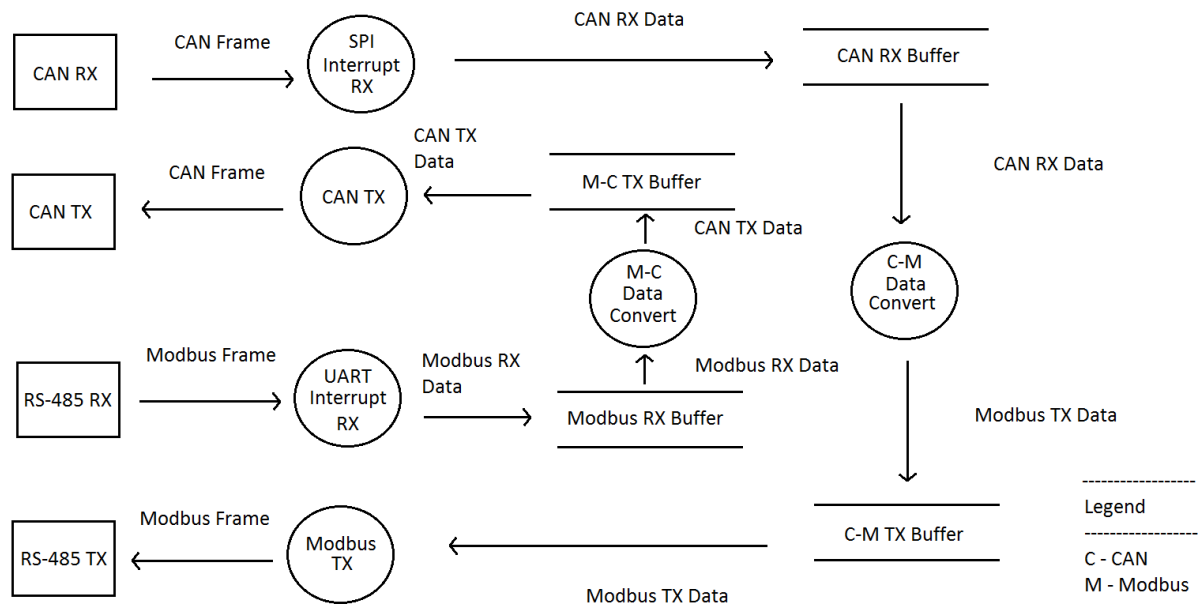 CAN RX
CAN Frame
SPI
Interrupt
RX
CAN RX Data
CAN RX Buffer
CAN RX Data
CAN TX
CAN Frame
CAN TX
CAN TX
Data
M-C TX Buffer
CAN TX Data
M-C
Data
Convert
C-M
Data
Convert
RS-485 RX
Modbus Frame
UART
Interrupt
RX
Modbus RX
Data
Modbus RX Buffer
Modbus RX Data
Modbus TX Data
RS-485 TX
Modbus Frame
Modbus
TX
Modbus TX Data
C-M TX Buffer
------------------
Legend
------------------
C - CAN
M - Modbus